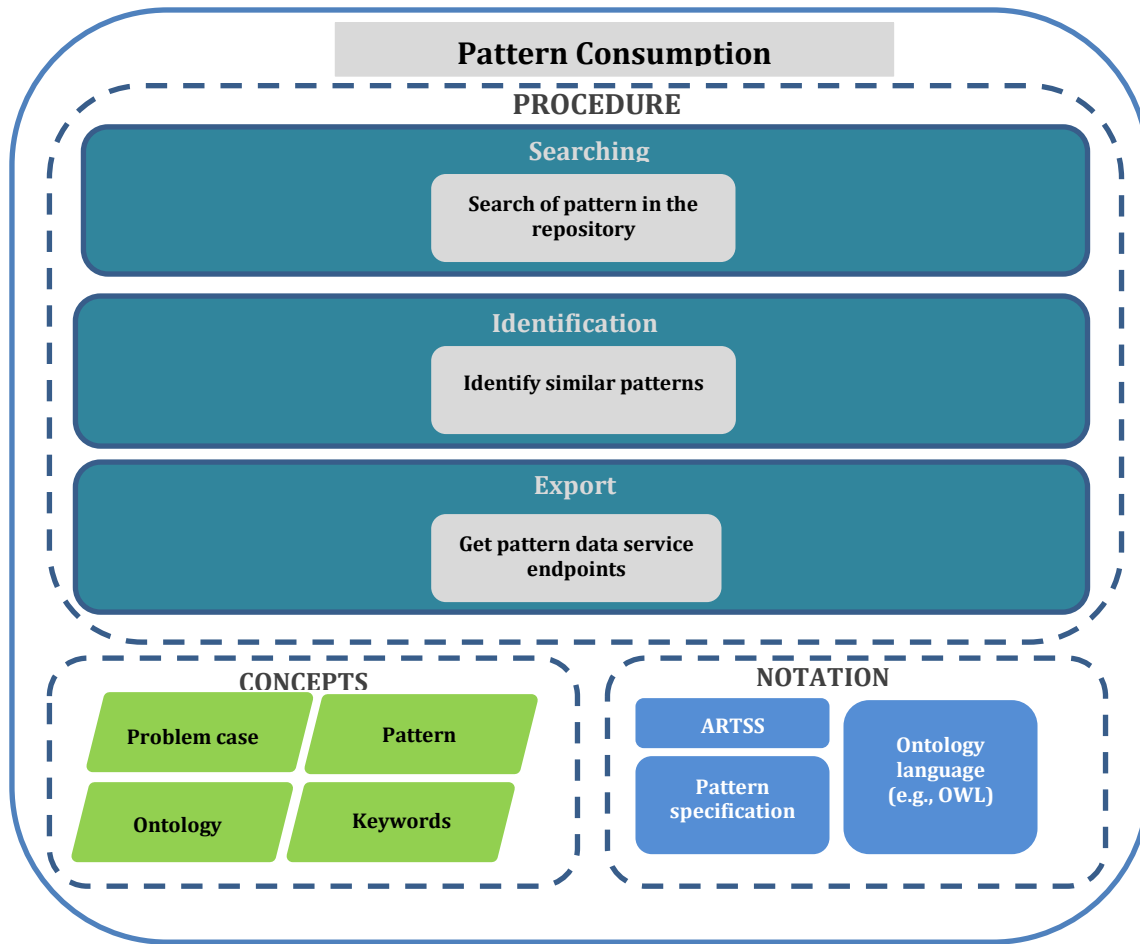 Pattern Consumption
PROCEDURE
Searching
Search of pattern in the
repository
Identification
Identify similar patterns
Export
Get pattern data service
endpoints
CONCEPTS
Problem case
Pattern
Ontology
Keywords
NOTATION
ARTSS
Pattern
specification
Ontology
language
(e.g., OWL)